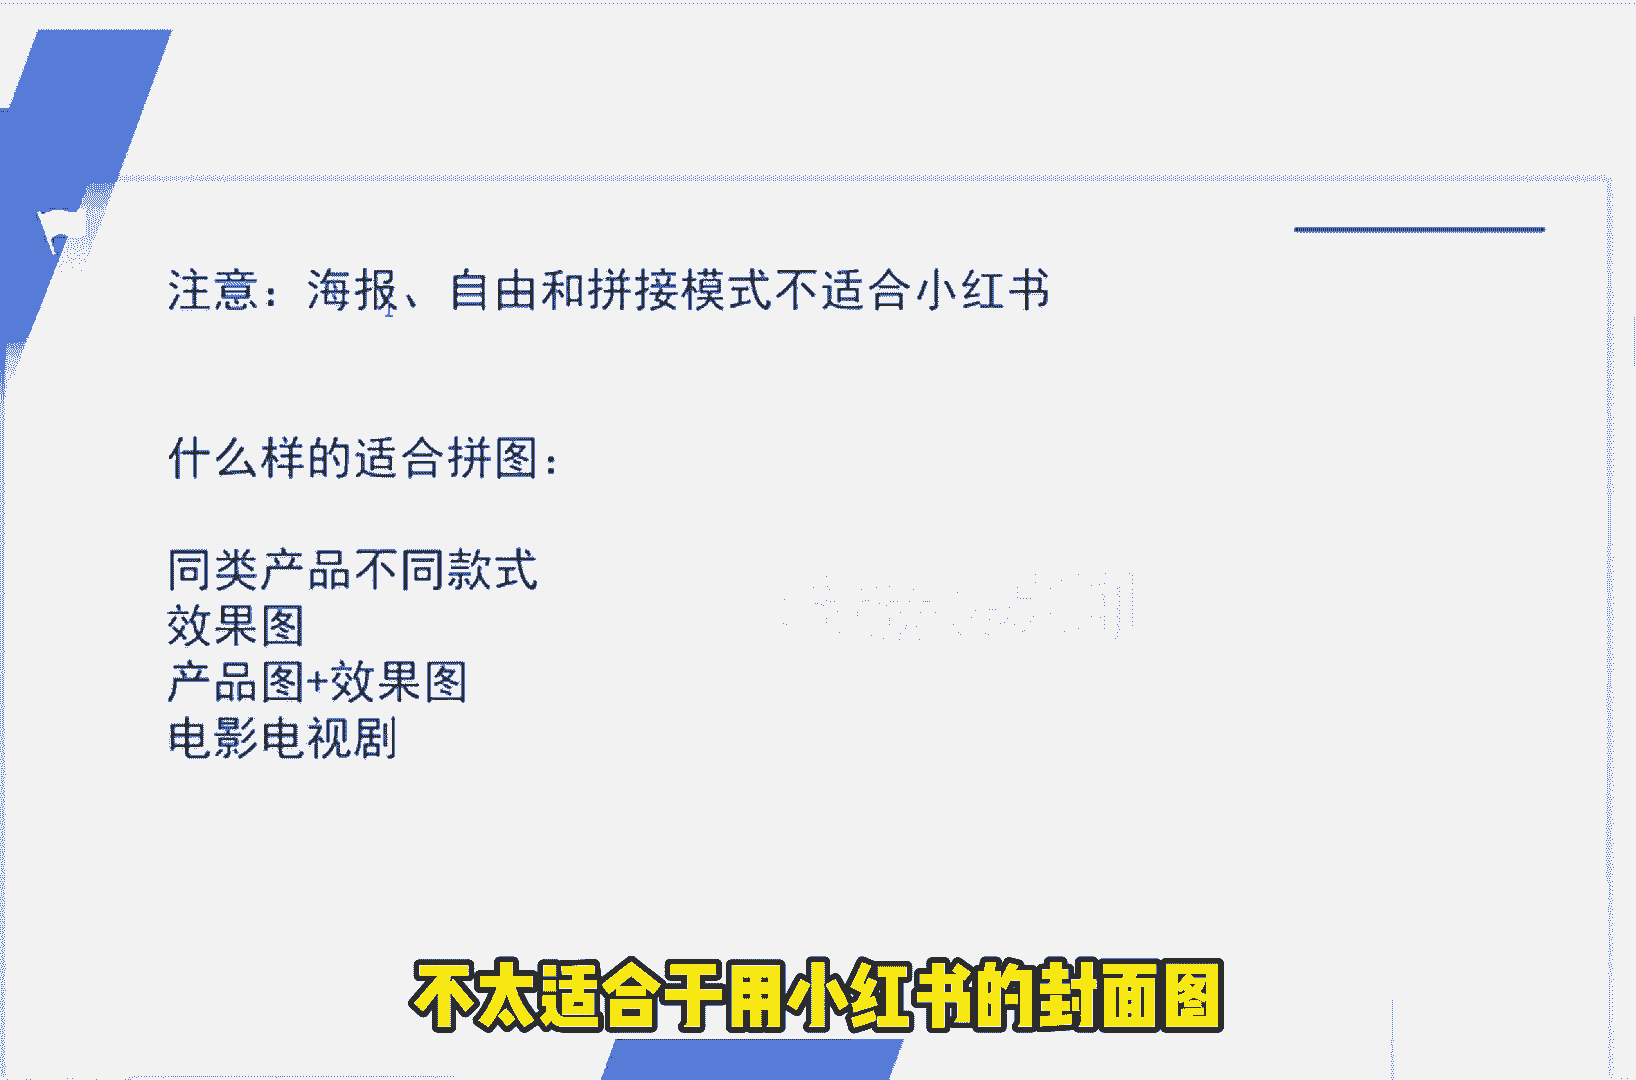 注意：海报、自由和拼接模式不适合小红书
什么样的适合拼图：
同类产品不同款式
效果图
产品图+效果图
电影电视剧
不太适合于用小红书的封面图